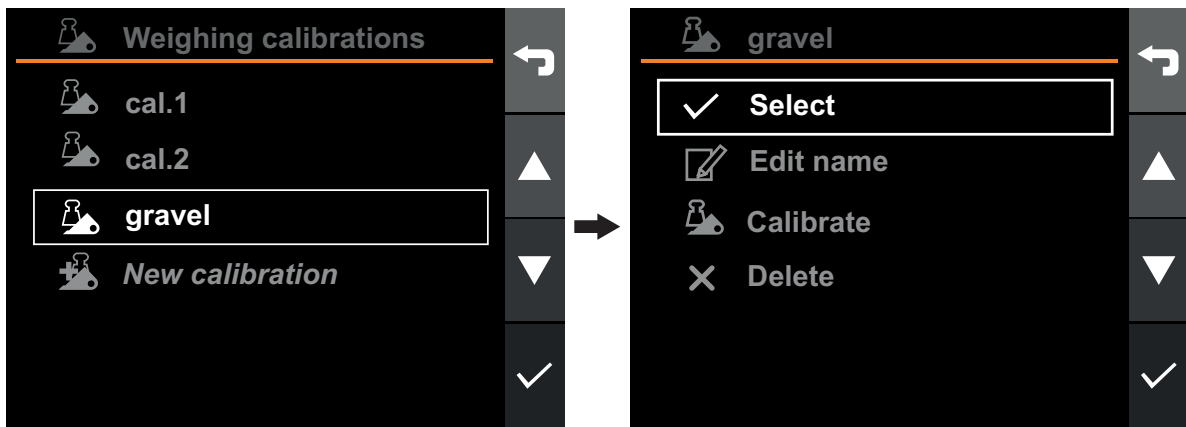 Weighing calibrations
cal.1
cal.2
gravel
New calibration
gravel
Select
Edit name
Calibrate
Delete